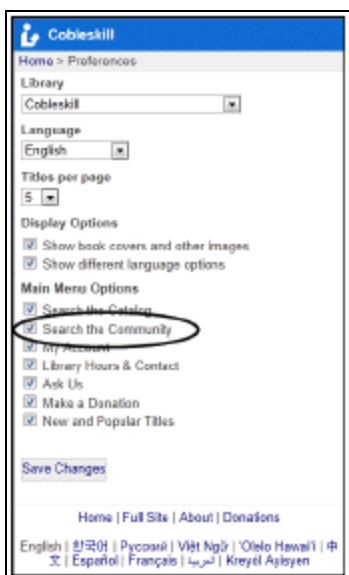 Cobleskill
Home > Preferences
Library
Cobleskill
Language
English
Titles per page
5
Display Options
Show book covers and other images
Show different language options
Main Menu Options
Search the Catalog
Search the Community
My Account
Library Hours & Contact
Ask Us
Make a Donation
New and Popular Titles
Save Changes
Home | Full Site | About | Donations
English | 한국어 | Русский | Việt Ngữ | 'Olelo Hawai'i | 中
文 | Español | Français | العربية | Kreyòl Ayisyen